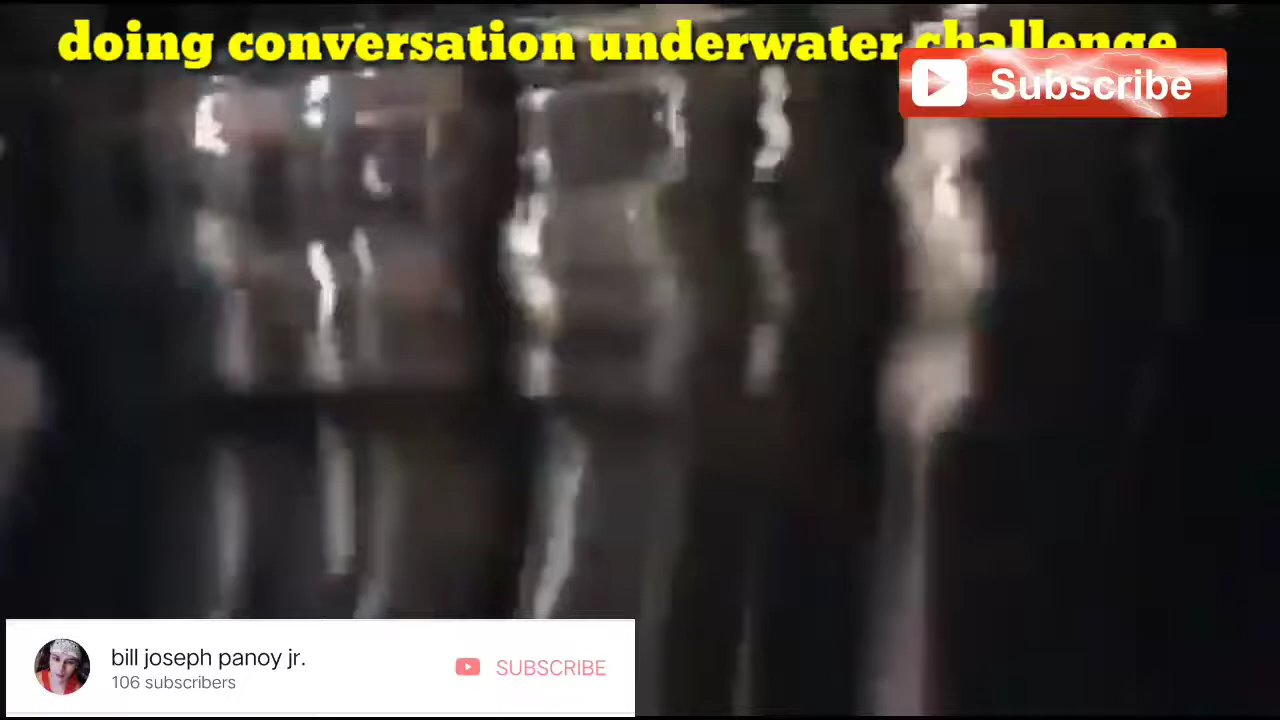 doing conversation underwater challenge
Subscribe
bill joseph panoy jr.
106 subscribers
SUBSCRIBE